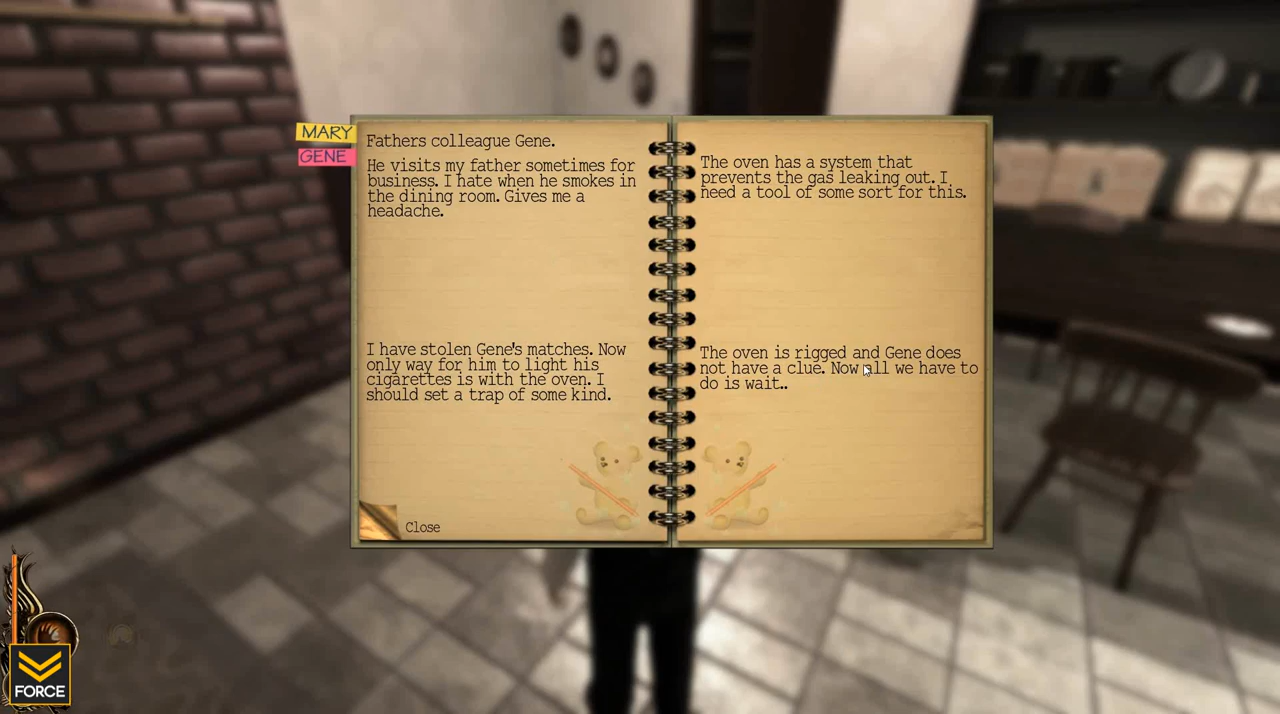 MARY
GENE
Fathers colleague Gene.
He visits my father sometimes for
business. I hate when he smokes in
the dining room. Gives me a
headache.
I have stolen Gene's matches. Now
only way for him to light his
cigarettes is with the oven. I
should set a trap of some kind.
Close
The oven has a system that
prevents the gas leaking out. I
need a tool of some sort for this.
The oven is rigged and Gene does
not have a clue. Now all we have to
do is wait..
FORCE